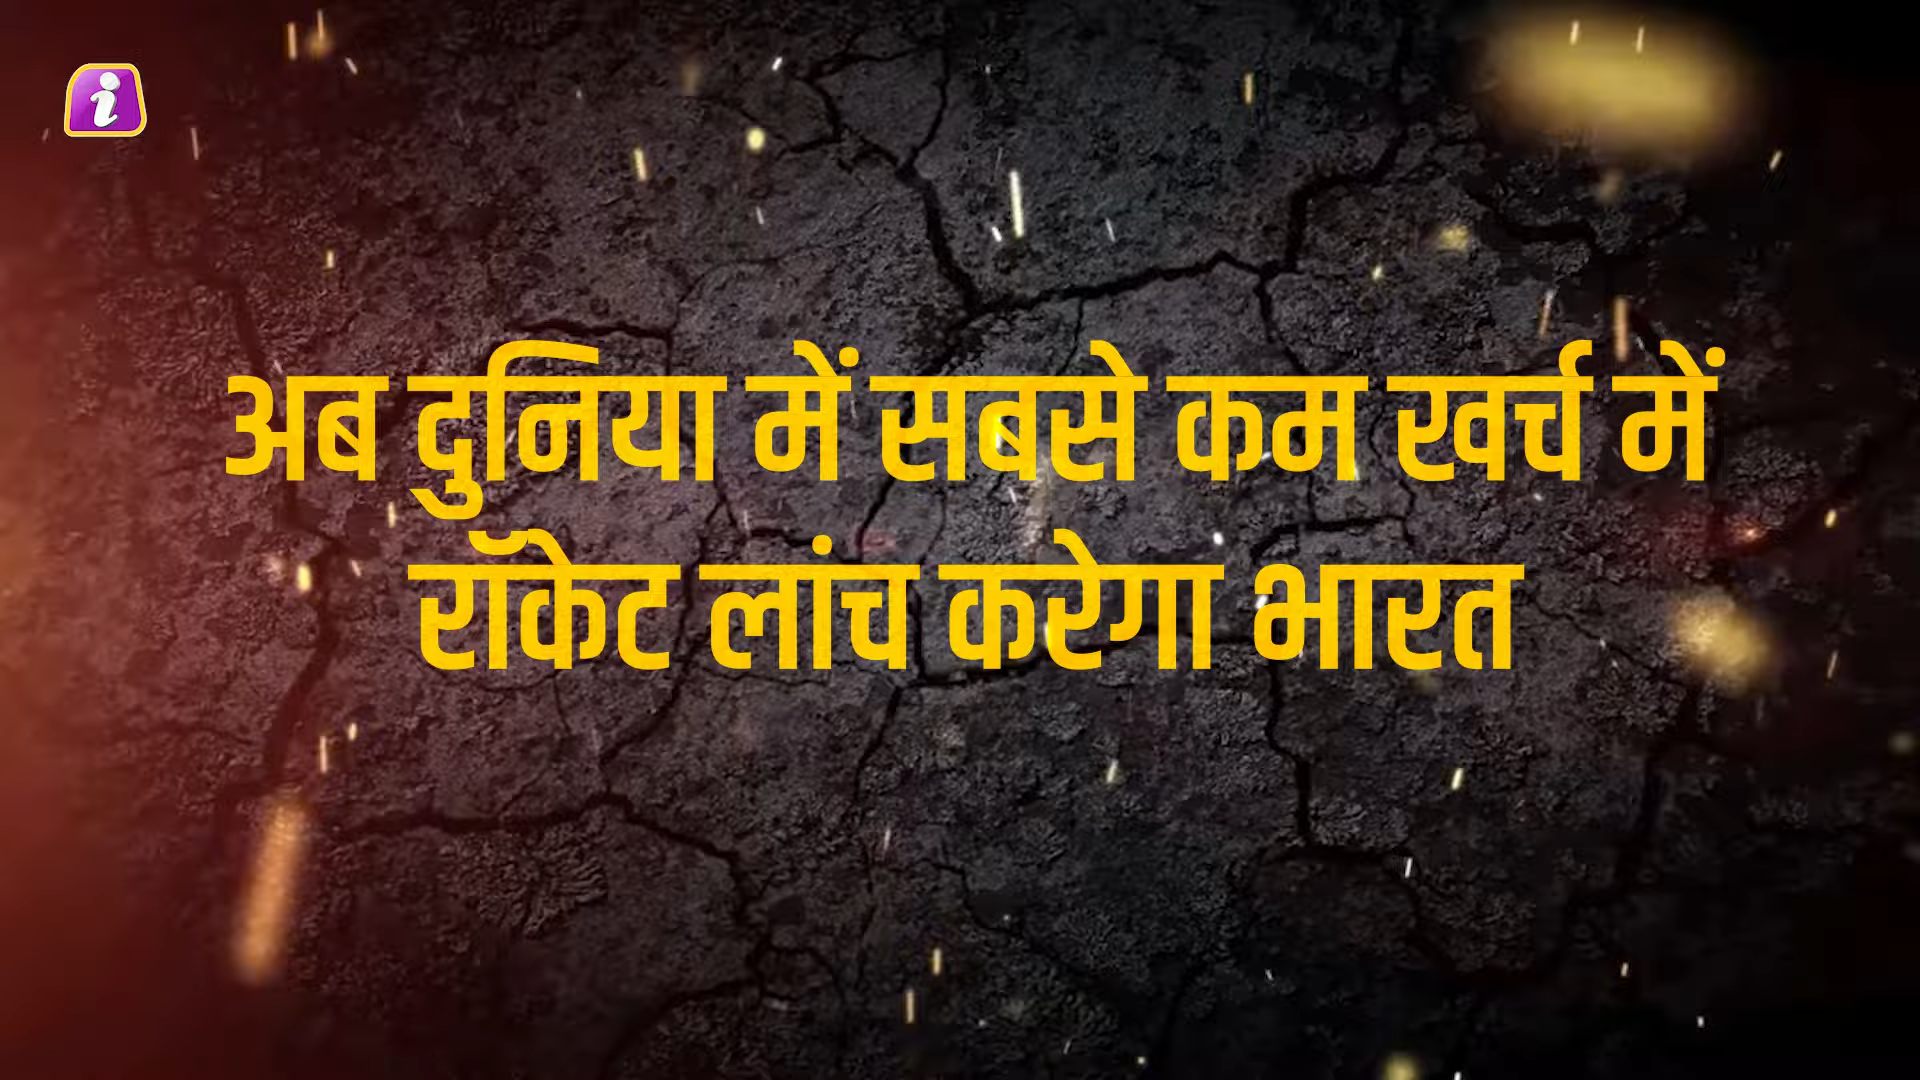 i
अब दुनिया में सबसे कम खर्च में
रॉकेट लांच करेगा भारत